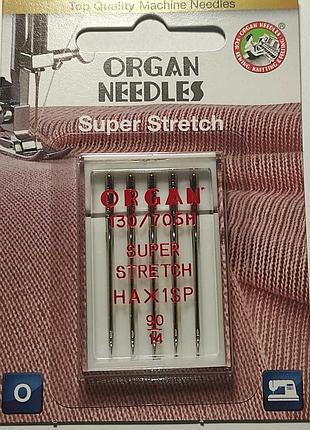 Top Quality Machine Needles
ORGAN
NEEDLES
Super Stretch
ORGAN
130/705H
SUPER
STRETCH
HAX1SP
90
14
O